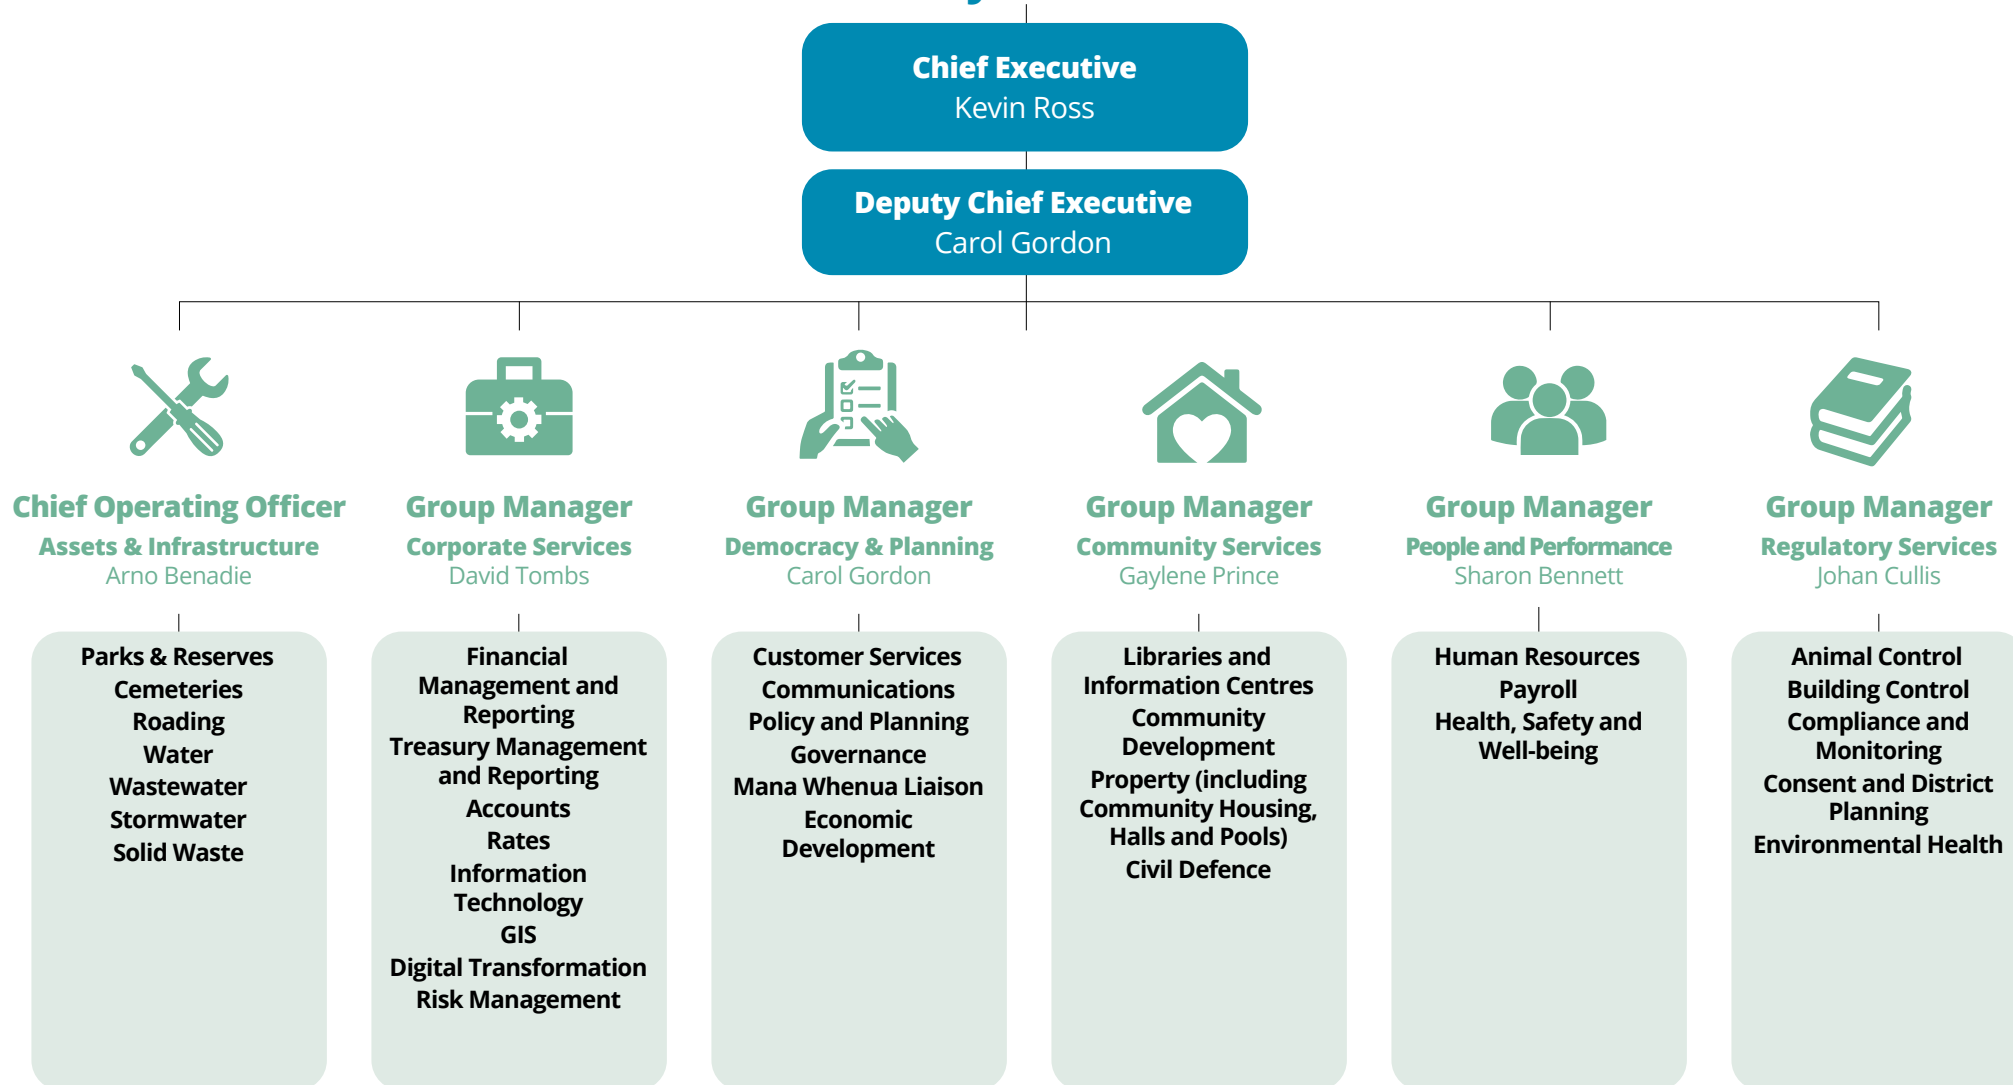 Chief Executive
Kevin Ross
Deputy Chief Executive
Carol Gordon
Chief Operating Officer
Assets & Infrastructure
Arno Benadie
Parks & Reserves
Cemeteries
Roading
Water
Wastewater
Stormwater
Solid Waste
Group Manager
Corporate Services
David Tombs
Financial
Management and
Reporting
Treasury Management
and Reporting
Accounts
Rates
Information
Technology
GIS
Digital Transformation
Risk Management
Group Manager
Democracy & Planning
Carol Gordon
Customer Services
Communications
Policy and Planning
Governance
Mana Whenua Liaison
Economic
Development
Group Manager
Community Services
Gaylene Prince
Libraries and
Information Centres
Community
Development
Property (including
Community Housing,
Halls and Pools)
Civil Defence
Group Manager
People and Performance
Sharon Bennett
Human Resources
Payroll
Health, Safety and
Well-being
Group Manager
Regulatory Services
Johan Cullis
Animal Control
Building Control
Compliance and
Monitoring
Consent and District
Planning
Environmental Health